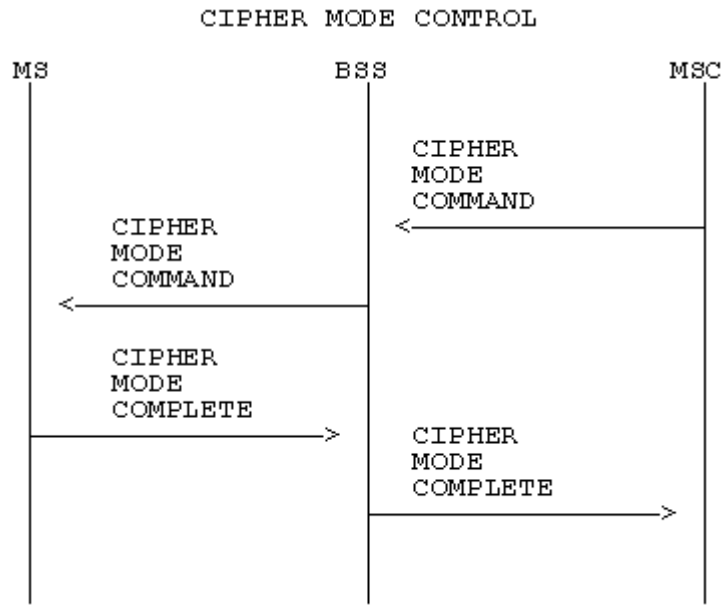 CIPHER MODE CONTROL
MS BSS MSC
CIPHER
MODE
COMMAND
CIPHER
MODE
COMMAND
CIPHER
MODE
COMPLETE
CIPHER
MODE
COMPLETE